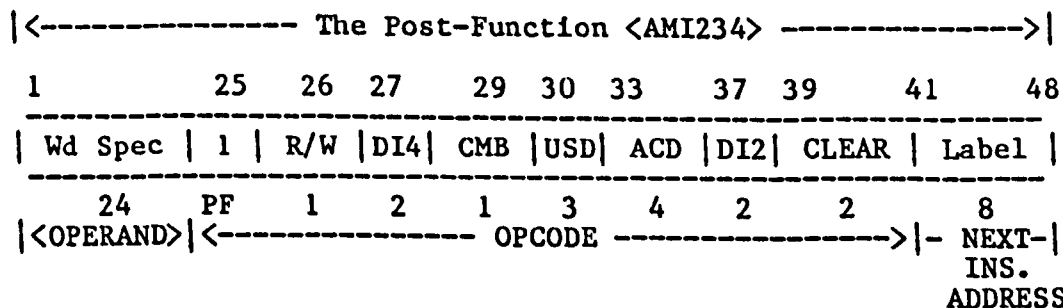 |<-------------- The Post-Function <AMI234> -------------->|
1 25 26 27 29 30 33 37 39 41 48
| Wd Spec | 1 | R/W |DI4| CMB |USD| ACD |DI2| CLEAR | Label |
24 PF 1 2 1 3 4 2 2 8
|<OPERAND>|<---------------- OPCODE ---------------->|- NEXT-|
INS.
ADDRESS